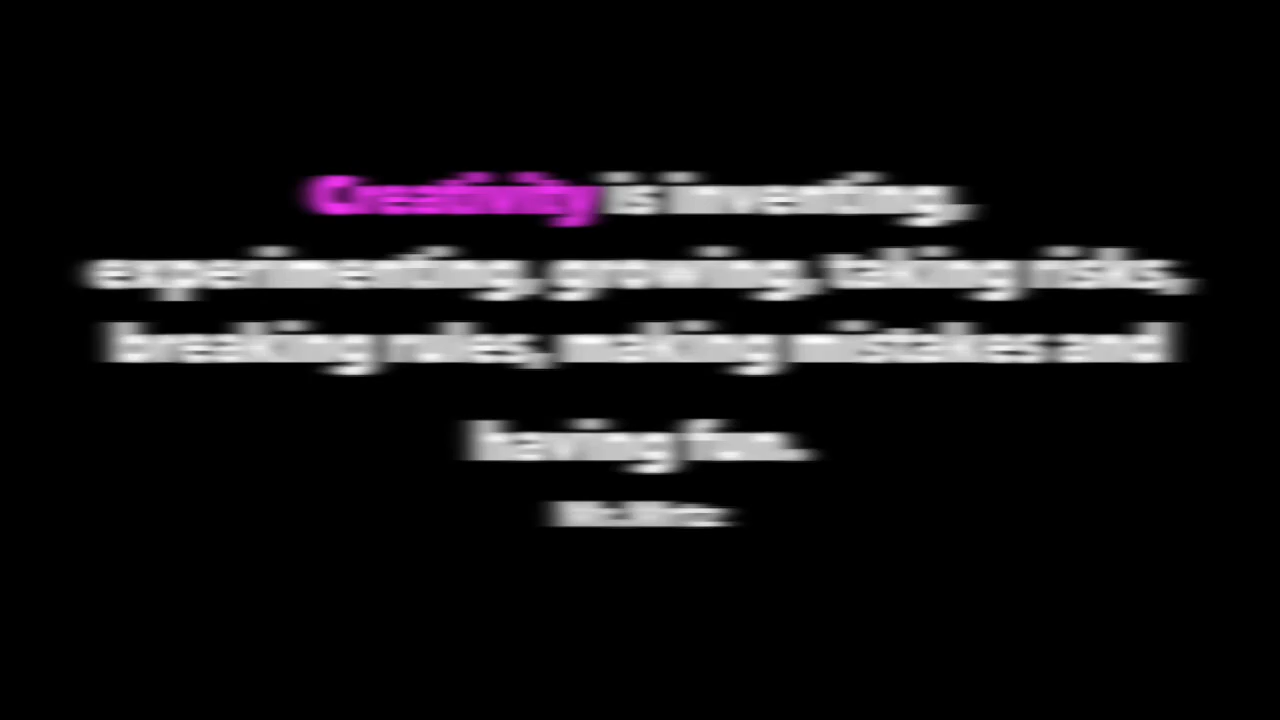 Creativity is inventing,
experimenting, growing, taking risks,
breaking rules, making mistakes and
having fun.